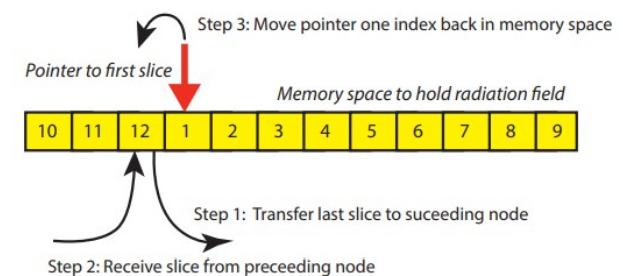 Step 3: Move pointer one index back in memory space
Pointer to first slice
Memory space to hold radiation field
10 11 12 1 2 3 4 5 6 7 8 9
Step 1: Transfer last slice to suceeding node
Step 2: Receive slice from preceeding node